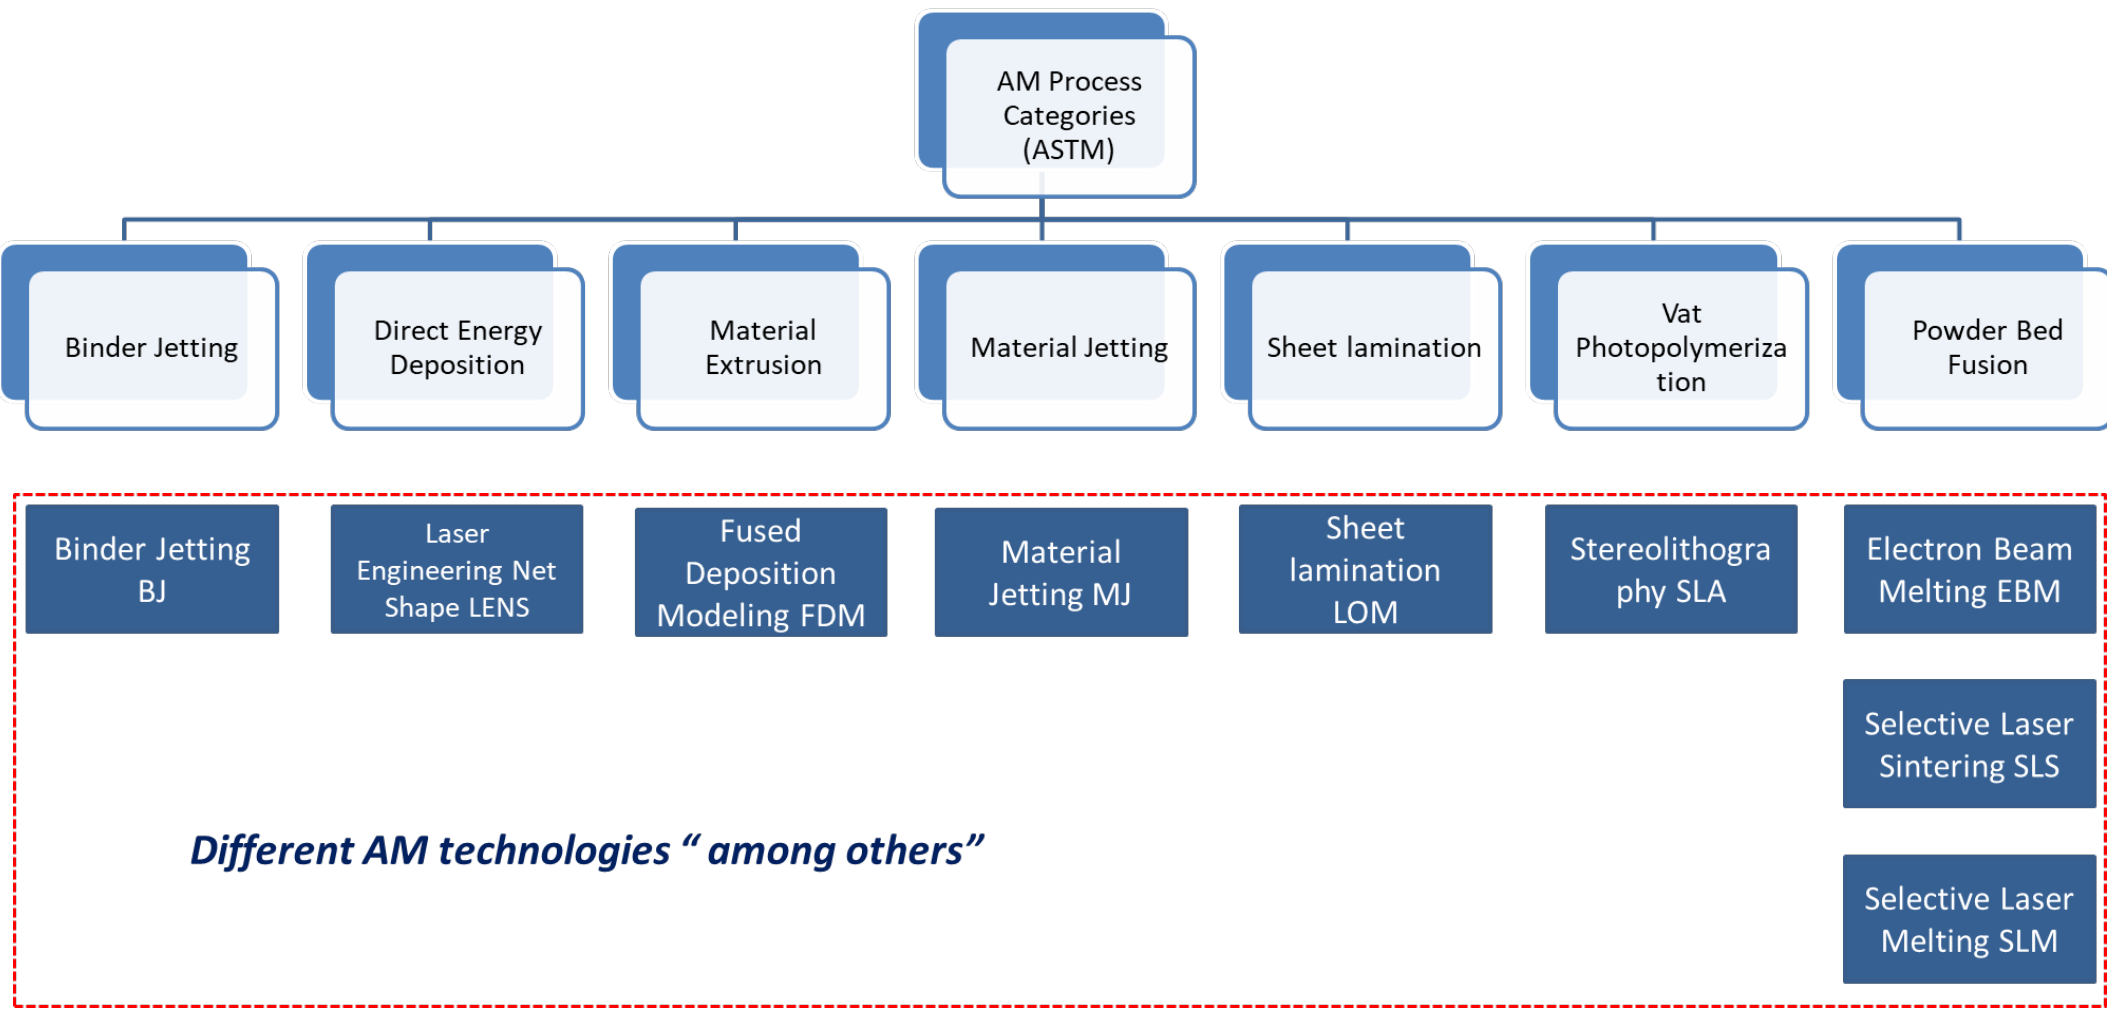 AM Process
Categories
(ASTM)
Binder Jetting
Direct Energy
Deposition
Material
Extrusion
Material Jetting
Sheet lamination
Vat
Photopolymeriza
tion
Powder Bed
Fusion
Binder Jetting
BJ
Laser
Engineering Net
Shape LENS
Fused
Deposition
Modeling FDM
Material
Jetting MJ
Sheet
lamination
LOM
Stereolithogra
phy SLA
Electron Beam
Melting EBM
Selective Laser
Sintering SLS
Different AM technologies “ among others”
Selective Laser
Melting SLM